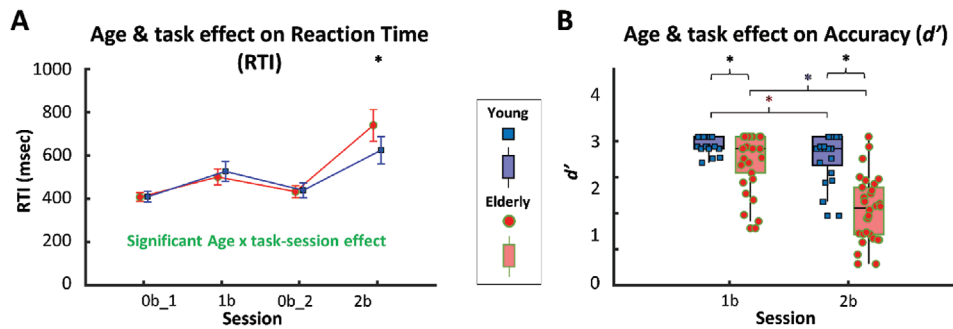 A
Age & task effect on Reaction Time
(RTI)
*
1000
800
600
400
200
0
RTI (msec)
Significant Age x task-session effect
0b_1 1b 0b_2 2b
Session
Young
Elderly
B
Age & task effect on Accuracy (d')
* *
*
*
4
3
2
1
0
d'
1b 2b
Session